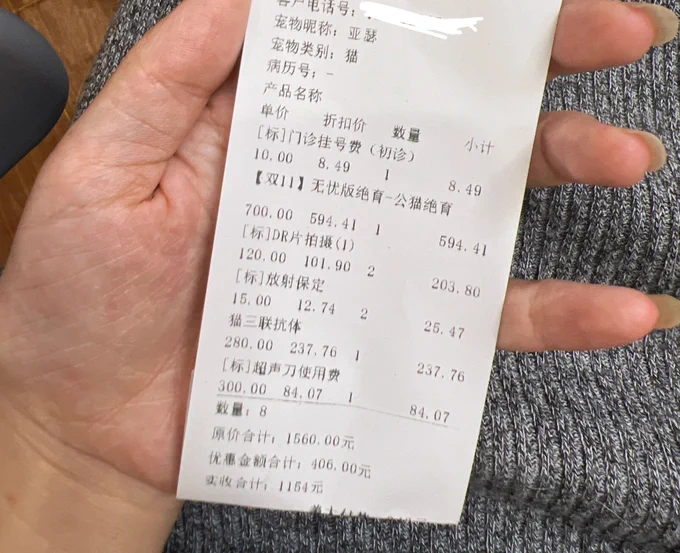 客户电话号：
宠物昵称：亚瑟
宠物类别：猫
病历号：-
产品名称
单价 折扣价 数量 小计
[标]门诊挂号费（初诊）
10.00 8.49 1 8.49
【双11】无忧版绝育-公猫绝育
700.00 594.41 1 594.41
[标]DR片拍摄(1)
120.00 101.90 2 203.80
[标]放射保定
15.00 12.74 2 25.47
猫三联抗体
280.00 237.76 1 237.76
[标]超声刀使用费
300.00 84.07 1 84.07
数量：8
原价合计：1560.00元
优惠金额合计：406.00元
实收合计：1154元